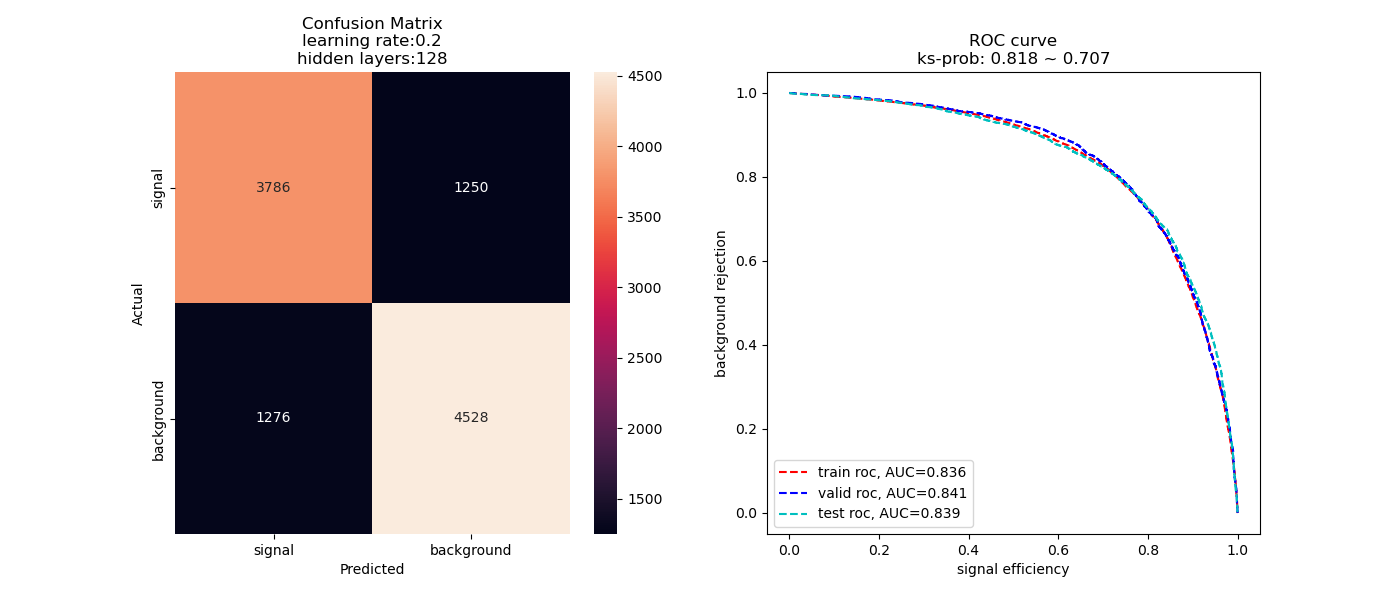 Confusion Matrix
learning rate:0.2
hidden layers:128
signal
background
Actual
3786
1250
1276
4528
signal
background
Predicted
4500
4000
3500
3000
2500
2000
1500
ROC curve
ks-prob: 0.818 ~ 0.707
background rejection
1.0
0.8
0.6
0.4
0.2
0.0
train roc, AUC=0.836
valid roc, AUC=0.841
test roc, AUC=0.839
0.0
0.2
0.4
0.6
0.8
1.0
signal efficiency